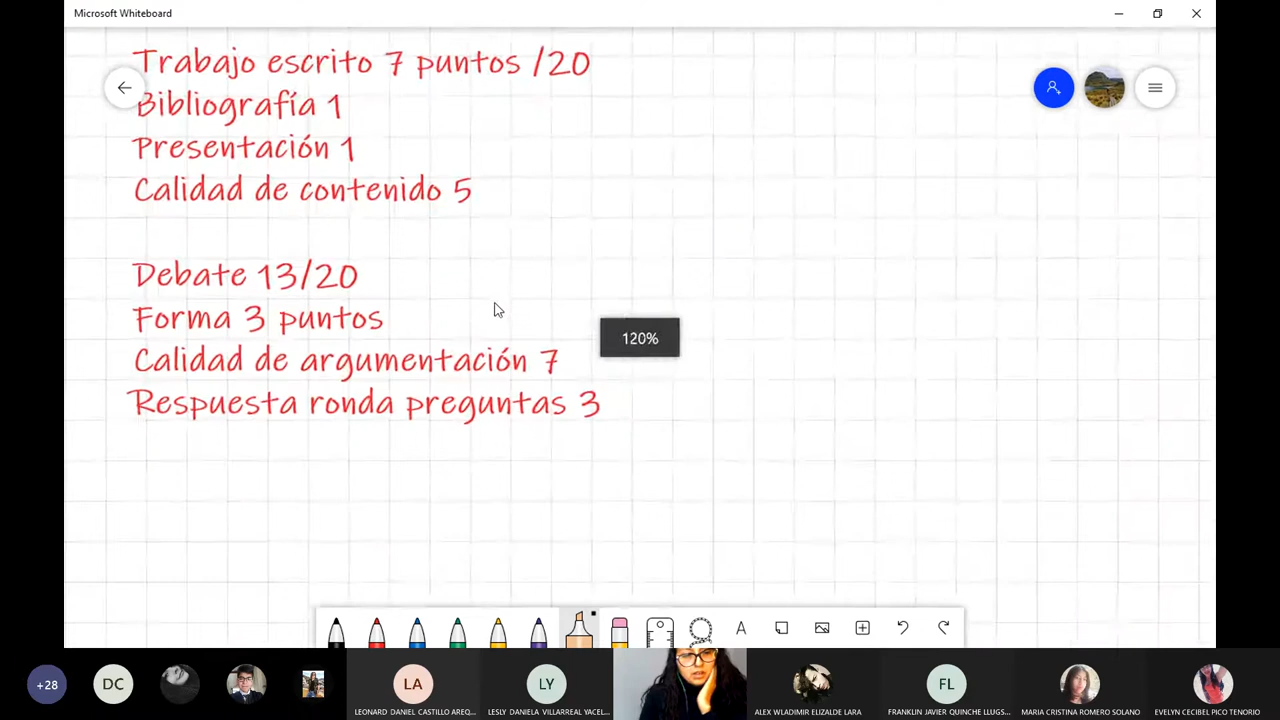 Microsoft Whiteboard
Trabajo escrito 7 puntos /20
Bibliografía 1
Presentación 1
Calidad de contenido 5
Debate 13/20
Forma 3 puntos
120%
Calidad de argumentación 7
Respuesta ronda preguntas 3
A
+28
DC
LA
LY
FL
LEONARD DANIEL CASTILLO AREQ...
LESLY DANIELA VILLARREAL YACEL...
ALEX WLADIMIR ELIZALDE LARA
FRANKLIN JAVIER QUINCHE LLUGS...
MARIA CRISTINA ROMERO SOLANO
EVELYN CECIBEL PICO TENORIO